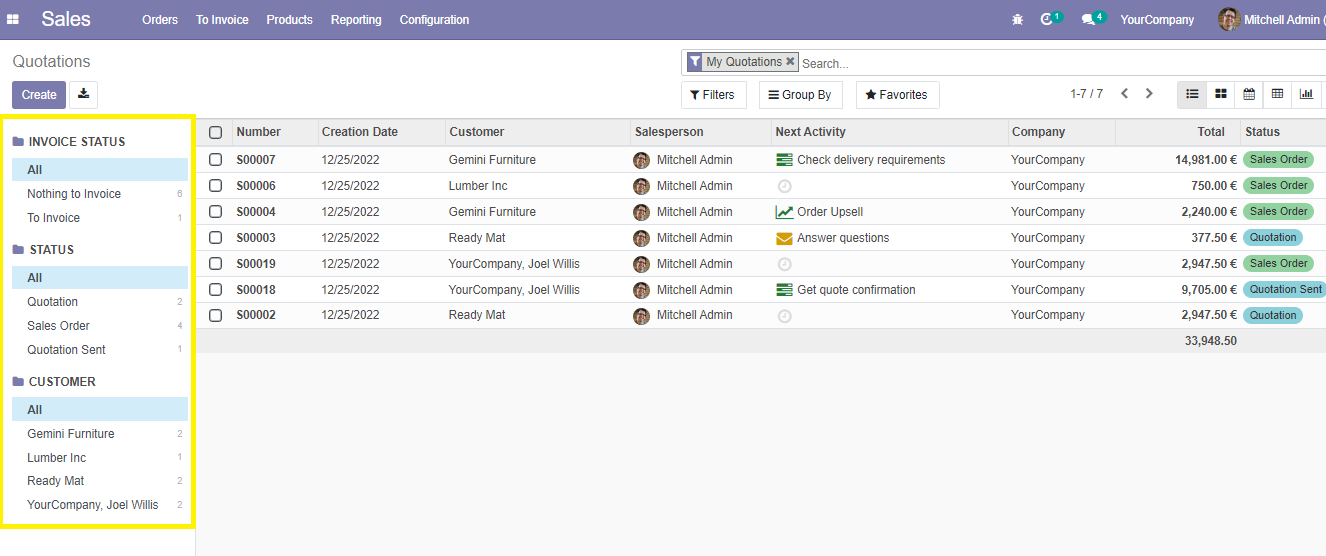 Sales Orders To Invoice Products Reporting Configuration 1 4 YourCompany Mitchell Admin (
Quotations
My Quotations ✖ Search...
Create
Filters Group By Favorites 1-7 / 7
INVOICE STATUS
All
Nothing to Invoice 6
To Invoice 1
STATUS
All
Quotation 2
Sales Order 4
Quotation Sent 1
CUSTOMER
All
Gemini Furniture 2
Lumber Inc 1
Ready Mat 2
YourCompany, Joel Willis 2
Number Creation Date Customer Salesperson Next Activity Company Total Status
S00007 12/25/2022 Gemini Furniture Mitchell Admin Check delivery requirements YourCompany 14,981.00 € Sales Order
S00006 12/25/2022 Lumber Inc Mitchell Admin YourCompany 750.00 € Sales Order
S00004 12/25/2022 Gemini Furniture Mitchell Admin Order Upsell YourCompany 2,240.00 € Sales Order
S00003 12/25/2022 Ready Mat Mitchell Admin Answer questions YourCompany 377.50 € Quotation
S00019 12/25/2022 YourCompany, Joel Willis Mitchell Admin YourCompany 2,947.50 € Sales Order
S00018 12/25/2022 YourCompany, Joel Willis Mitchell Admin Get quote confirmation YourCompany 9,705.00 € Quotation Sent
S00002 12/25/2022 Ready Mat Mitchell Admin YourCompany 2,947.50 € Quotation
33,948.50